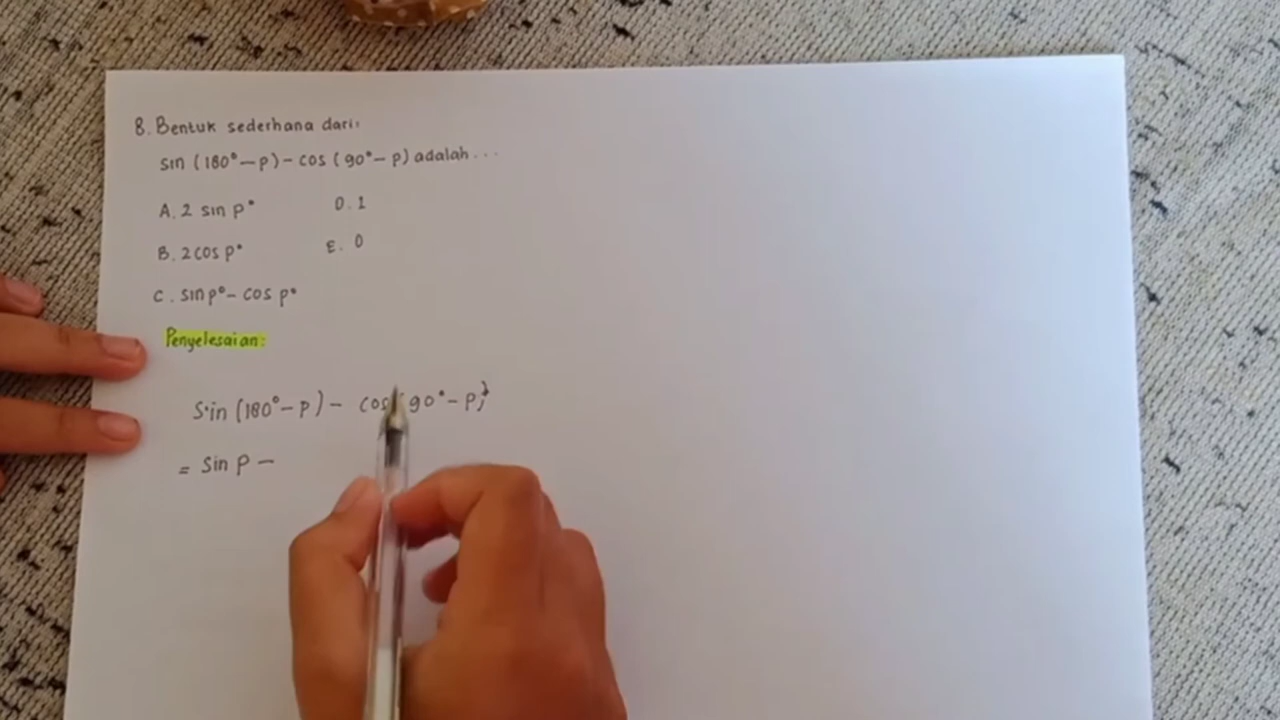 8. Bentuk sederhana dari:
sin (180° - p) - cos (90° - p) adalah ...
A. 2 sin p° D. 1
B. 2 cos p° E. 0
C. sin p° - cos p°
Penyelesaian:
Sin (180° - p) - cos (90° - p)
= Sin p -